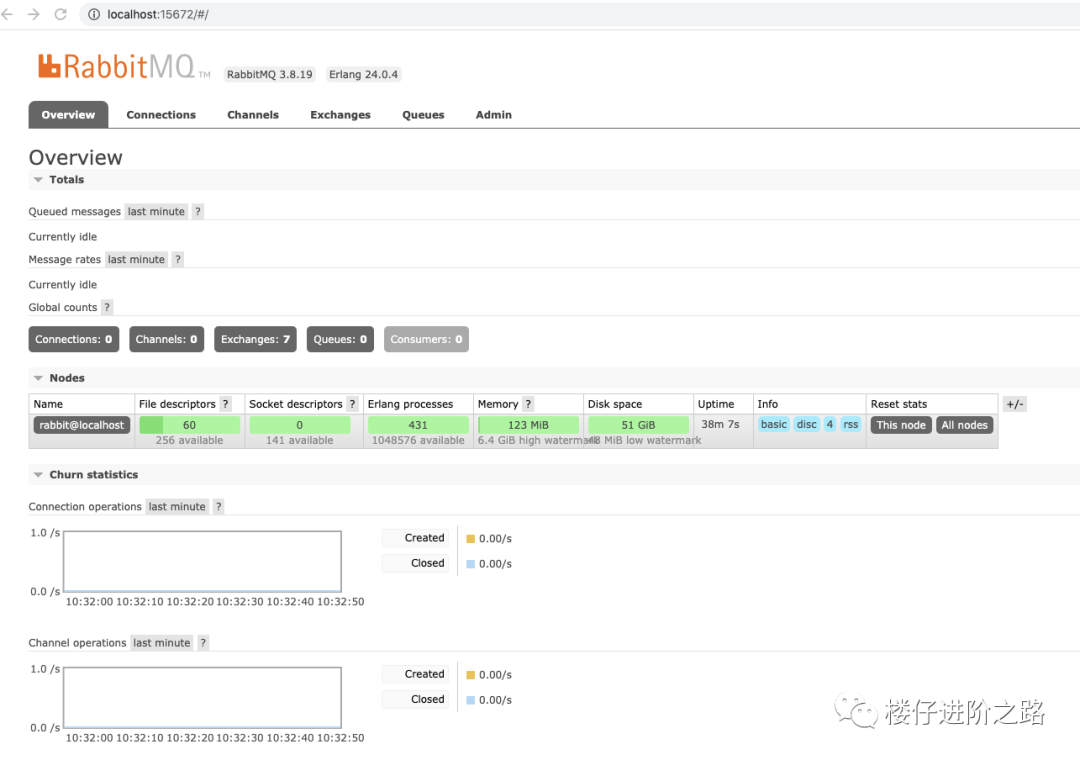 localhost:15672/#/
RabbitMQ TM RabbitMQ 3.8.19 Erlang 24.0.4
Overview Connections Channels Exchanges Queues Admin
Overview
Totals
Queued messages last minute ?
Currently idle
Message rates last minute ?
Currently idle
Global counts ?
Connections: 0 Channels: 0 Exchanges: 7 Queues: 0 Consumers: 0
Nodes
Name File descriptors ? Socket descriptors ? Erlang processes Memory ? Disk space Uptime Info Reset stats +/-
rabbit@localhost 60 0 431 123 MiB 51 GiB 38m 7s basic disc 4 rss This node All nodes
256 available 141 available 1048576 available 6.4 GiB high watermark 48 MiB low watermark
Churn statistics
Connection operations last minute ?
1.0 /s Created 0.00/s
Closed 0.00/s
0.0 /s
10:32:00 10:32:10 10:32:20 10:32:30 10:32:40 10:32:50
Channel operations last minute ?
1.0 /s Created 0.00/s
Closed 0.00/s
楼仔进阶之路
0.0 /s
10:32:00 10:32:10 10:32:20 10:32:30 10:32:40 10:32:50